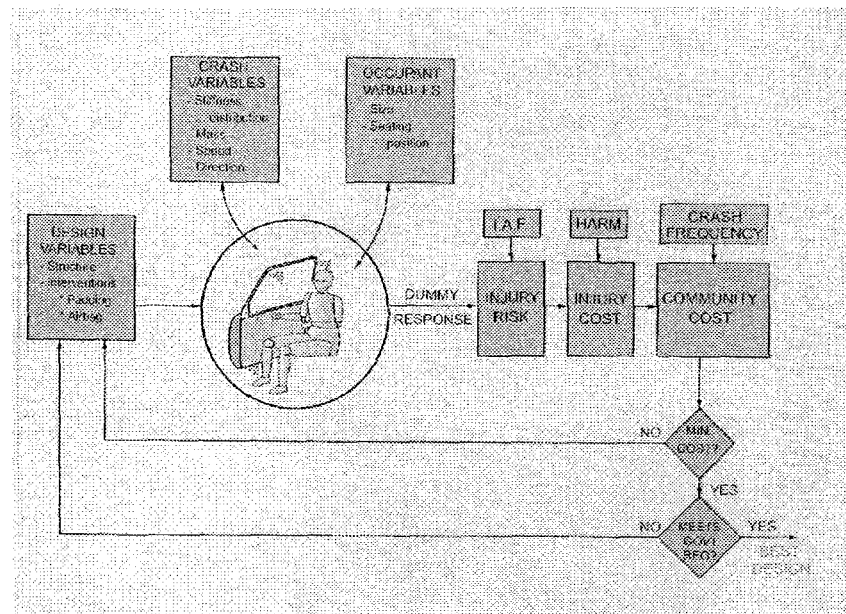 CRASH
VARIABLES
- Stiffness
distribution
- Mass
- Speed
- Direction
OCCUPANT
VARIABLES
- Size
- Seating
position
DESIGN
VARIABLES
- Structure
- Interventions
* Padding
* Airbag
DUMMY
RESPONSE
I.A.F.
HARM
CRASH
FREQUENCY
INJURY
RISK
INJURY
COST
COMMUNITY
COST
MIN.
COST?
NO
YES
MEETS
GOVT
REQ?
NO
YES
BEST
DESIGN